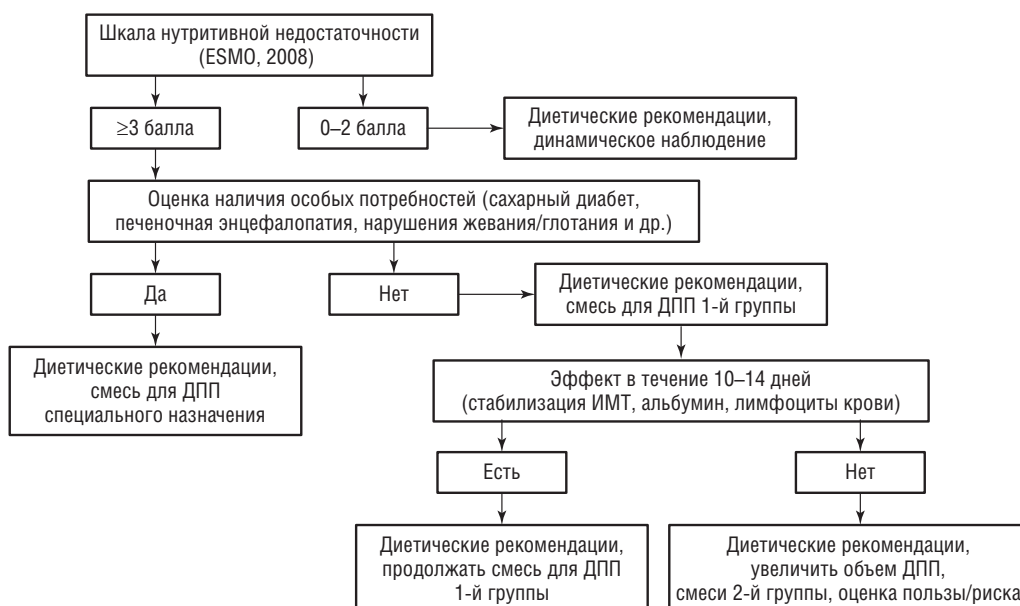 Шкала нутритивной недостаточности
(ESMO, 2008)
≥3 балла
0–2 балла
Диетические рекомендации,
динамическое наблюдение
Оценка наличия особых потребностей (сахарный диабет,
печеночная энцефалопатия, нарушения жевания/глотания и др.)
Да
Нет
Диетические рекомендации,
смесь для ДПП 1-й группы
Диетические рекомендации,
смесь для ДПП
специального назначения
Эффект в течение 10–14 дней
(стабилизация ИМТ, альбумин, лимфоциты крови)
Есть
Нет
Диетические рекомендации,
продолжать смесь для ДПП
1-й группы
Диетические рекомендации,
увеличить объем ДПП,
смеси 2-й группы, оценка пользы/риска